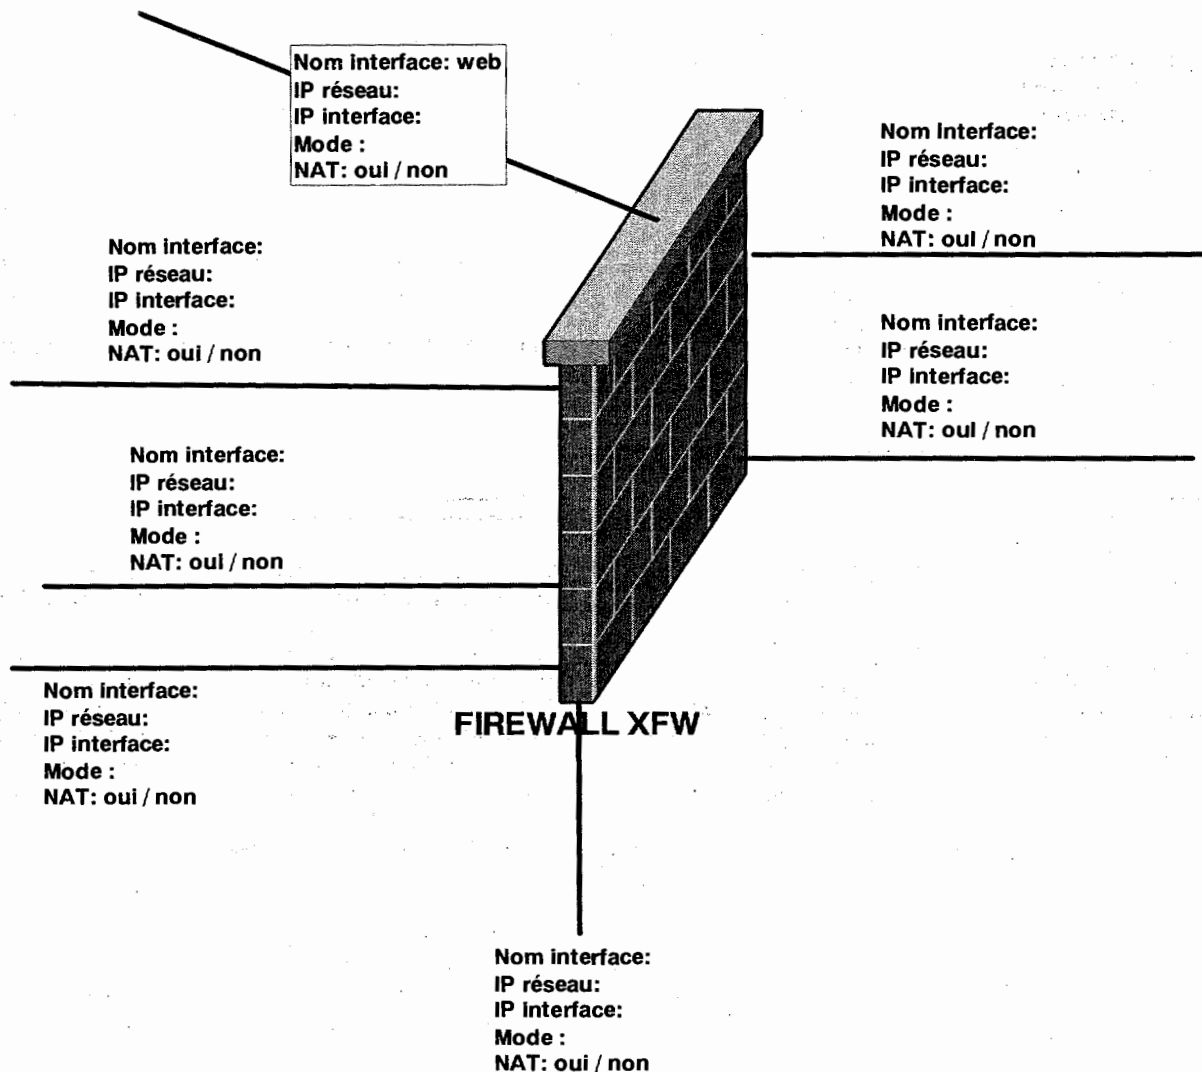 Nom interface: web
IP réseau:
IP interface:
Mode :
NAT: oui / non
Nom Interface:
IP réseau:
IP interface:
Mode :
NAT: oui / non
Nom interface:
IP réseau:
IP interface:
Mode :
NAT: oui / non
Nom interface:
IP réseau:
IP interface:
Mode :
NAT: oui / non
Nom interface:
IP réseau:
IP interface:
Mode :
NAT: oui / non
Nom interface:
IP réseau:
IP interface:
Mode :
NAT: oui / non
FIREWALL XFW
Nom interface:
IP réseau:
IP interface:
Mode :
NAT: oui / non